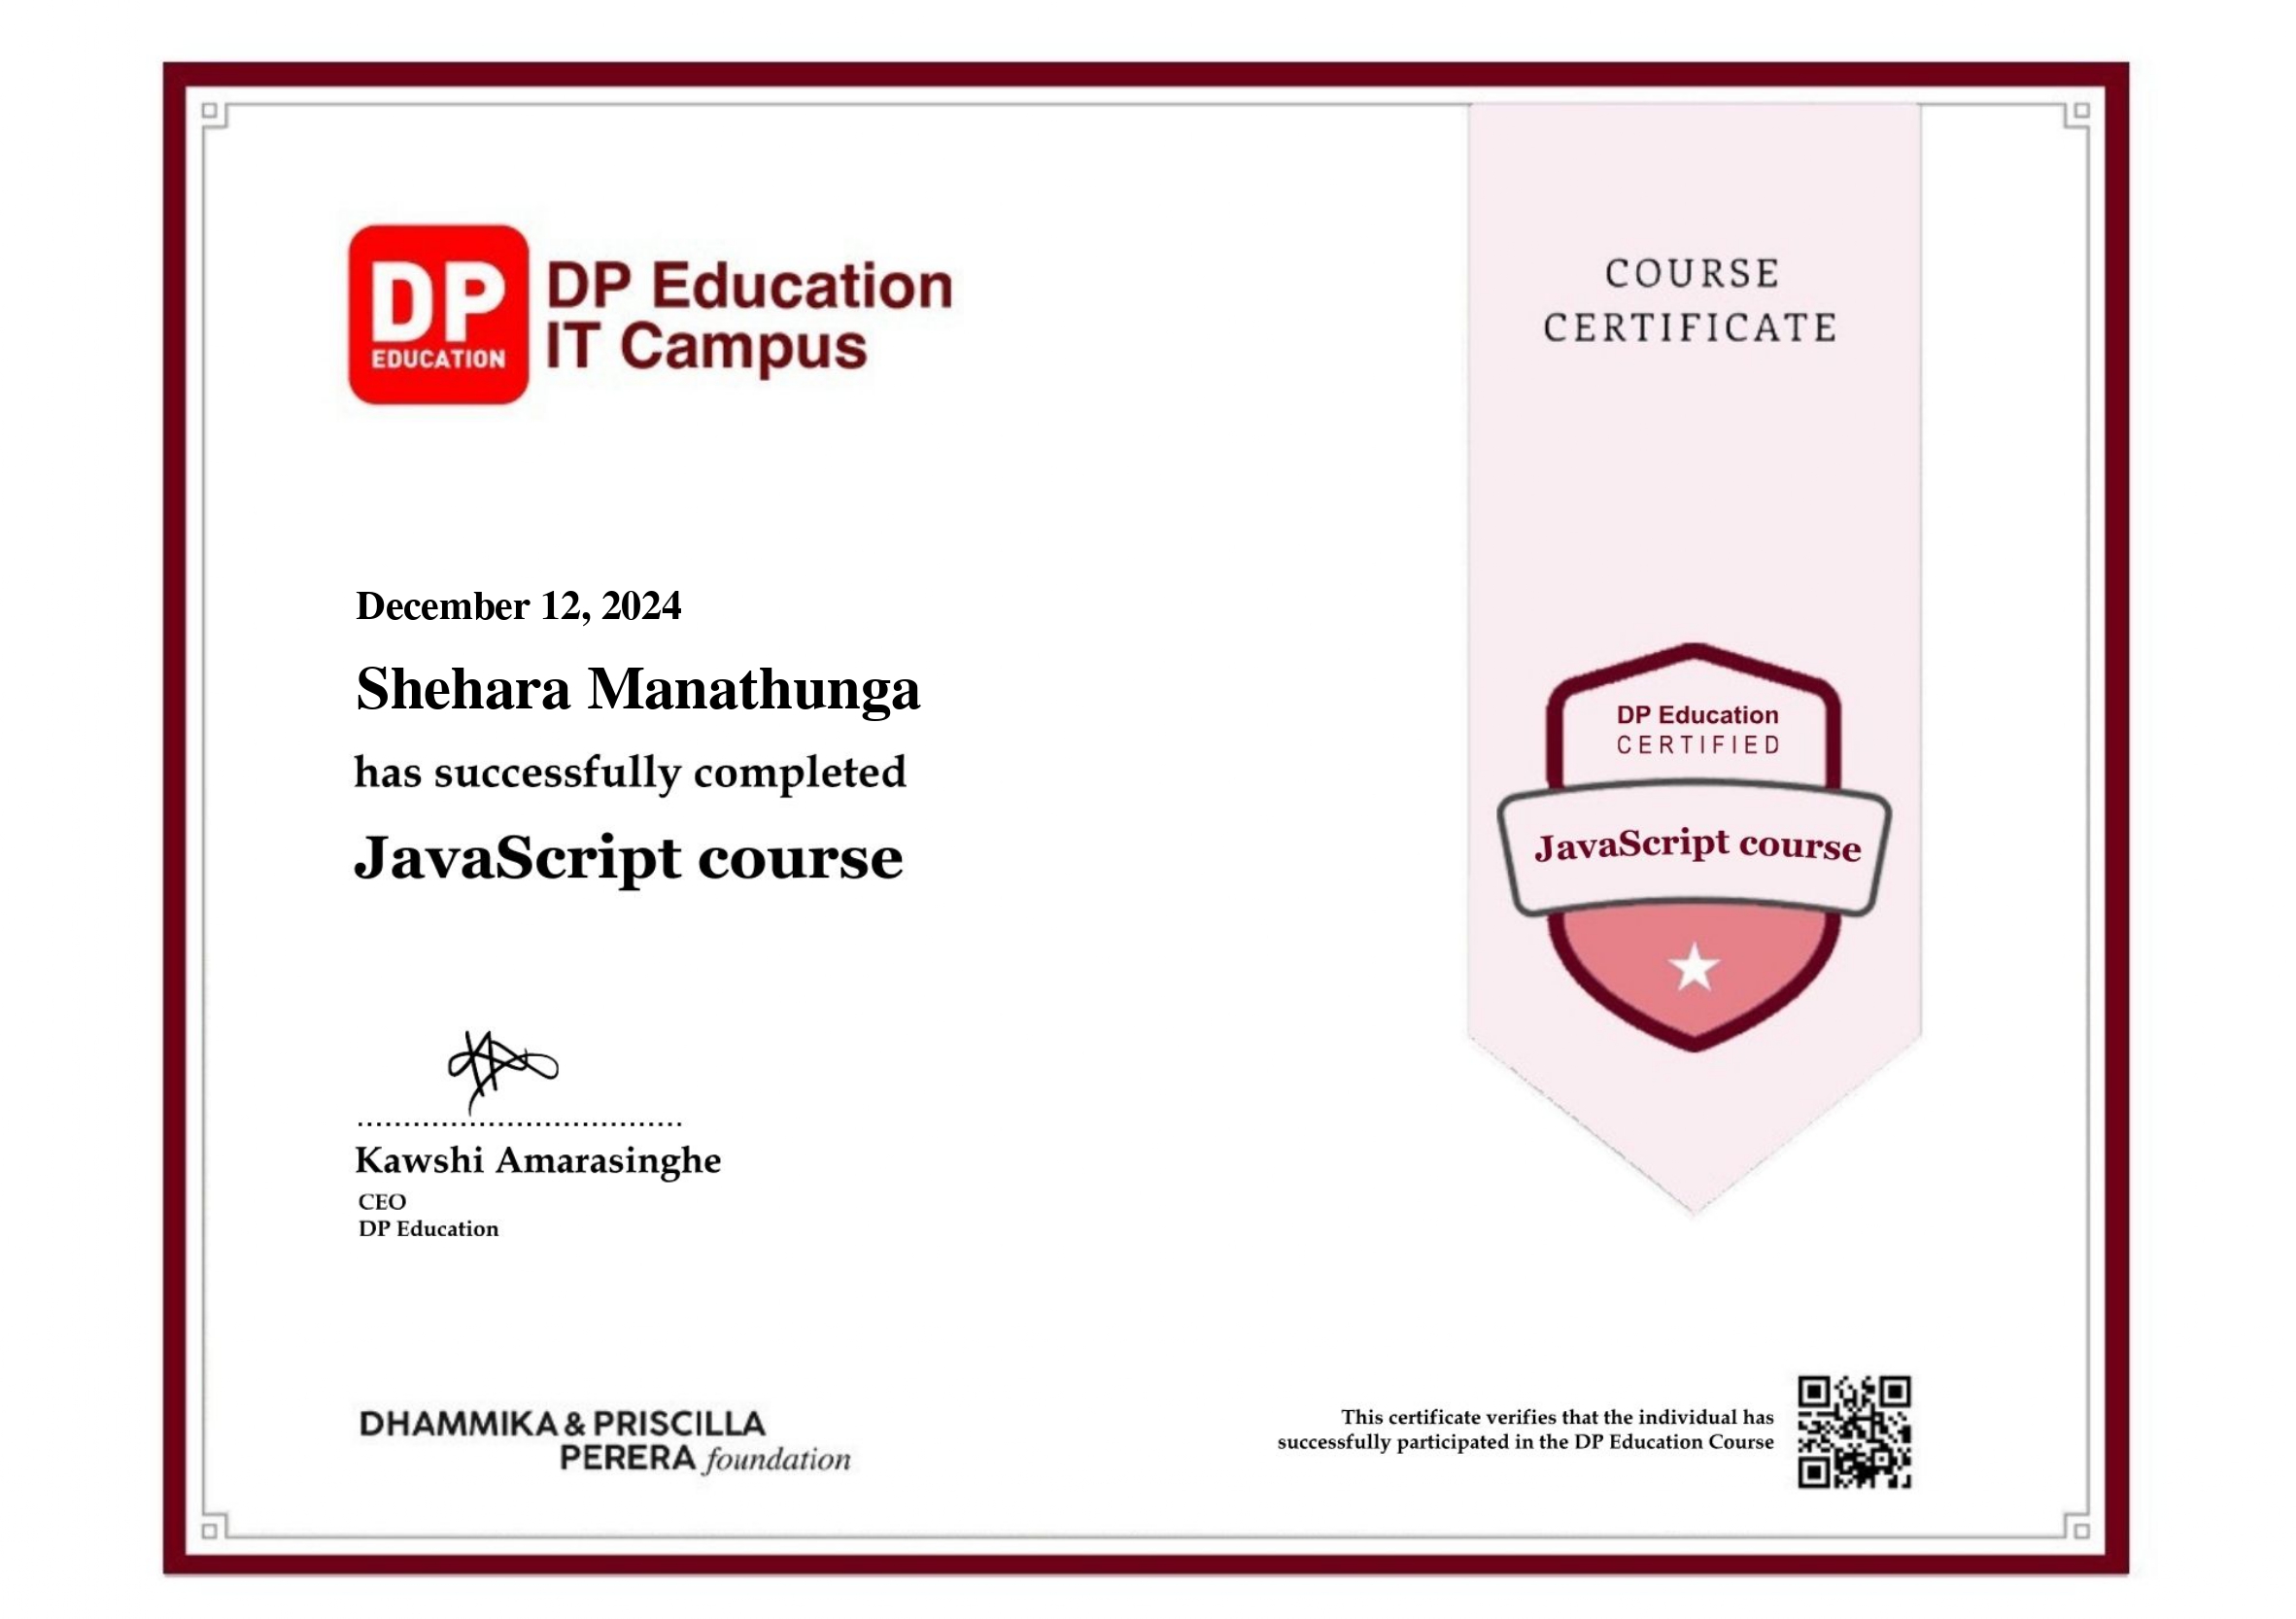 DP
EDUCATION
DP Education
IT Campus
COURSE
CERTIFICATE
December 12, 2024
Shehara Manathunga
has successfully completed
JavaScript course
DP Education
CERTIFIED
JavaScript course
Kawshi Amarasinghe
CEO
DP Education
DHAMMIKA & PRISCILLA
PERERA foundation
This certificate verifies that the individual has
successfully participated in the DP Education Course